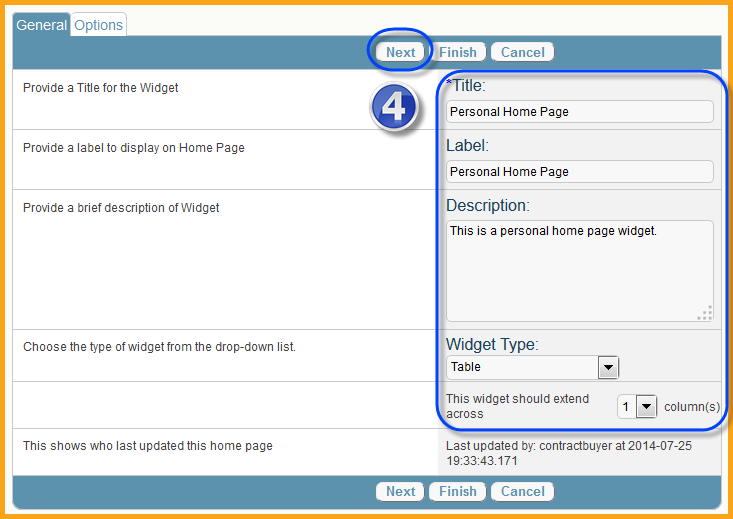 General Options
Next Finish Cancel
4
Provide a Title for the Widget
*Title:
Personal Home Page
Provide a label to display on Home Page
Label:
Personal Home Page
Provide a brief description of Widget
Description:
This is a personal home page widget.
Choose the type of widget from the drop-down list.
Widget Type:
Table
This widget should extend
across
1 column(s)
This shows who last updated this home page
Last updated by: contractbuyer at 2014-07-25
19:33:43.171
Next Finish Cancel